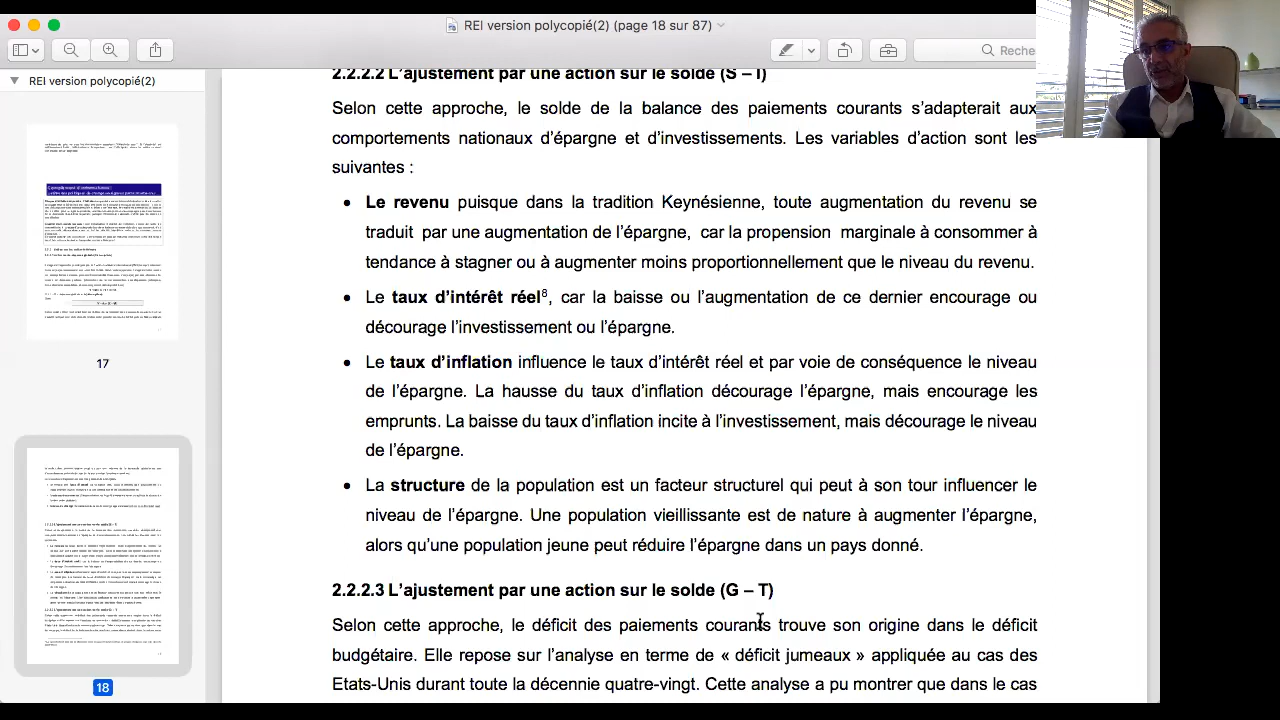 REI version polycopié(2) (page 18 sur 87)
Reche
REI version polycopié(2)
17
18
2.2.2.2 L'ajustement par une action sur le solde (S – I)
Selon cette approche, le solde de la balance des paiements courants s'adapterait aux
comportements nationaux d'épargne et d'investissements. Les variables d'action sont les
suivantes :
• Le revenu puisque dans la tradition Keynésienne, toute augmentation du revenu se
traduit par une augmentation de l'épargne, car la propension marginale à consommer à
tendance à stagner ou à augmenter moins proportionnellement que le niveau du revenu.
• Le taux d'intérêt réel⁸, car la baisse ou l'augmentation de ce dernier encourage ou
décourage l'investissement ou l'épargne.
• Le taux d'inflation influence le taux d'intérêt réel et par voie de conséquence le niveau
de l'épargne. La hausse du taux d'inflation décourage l'épargne, mais encourage les
emprunts. La baisse du taux d'inflation incite à l'investissement, mais décourage le niveau
de l'épargne.
• La structure de la population est un facteur structurel qui peut à son tour influencer le
niveau de l'épargne. Une population vieillissante est de nature à augmenter l'épargne,
alors qu'une population jeune peut réduire l'épargne dans un pays donné.
2.2.2.3 L'ajustement par une action sur le solde (G – T)
Selon cette approche, le déficit des paiements courants trouve son origine dans le déficit
budgétaire. Elle repose sur l'analyse en terme de « déficit jumeaux » appliquée au cas des
Etats-Unis durant toute la décennie quatre-vingt. Cette analyse a pu montrer que dans le cas